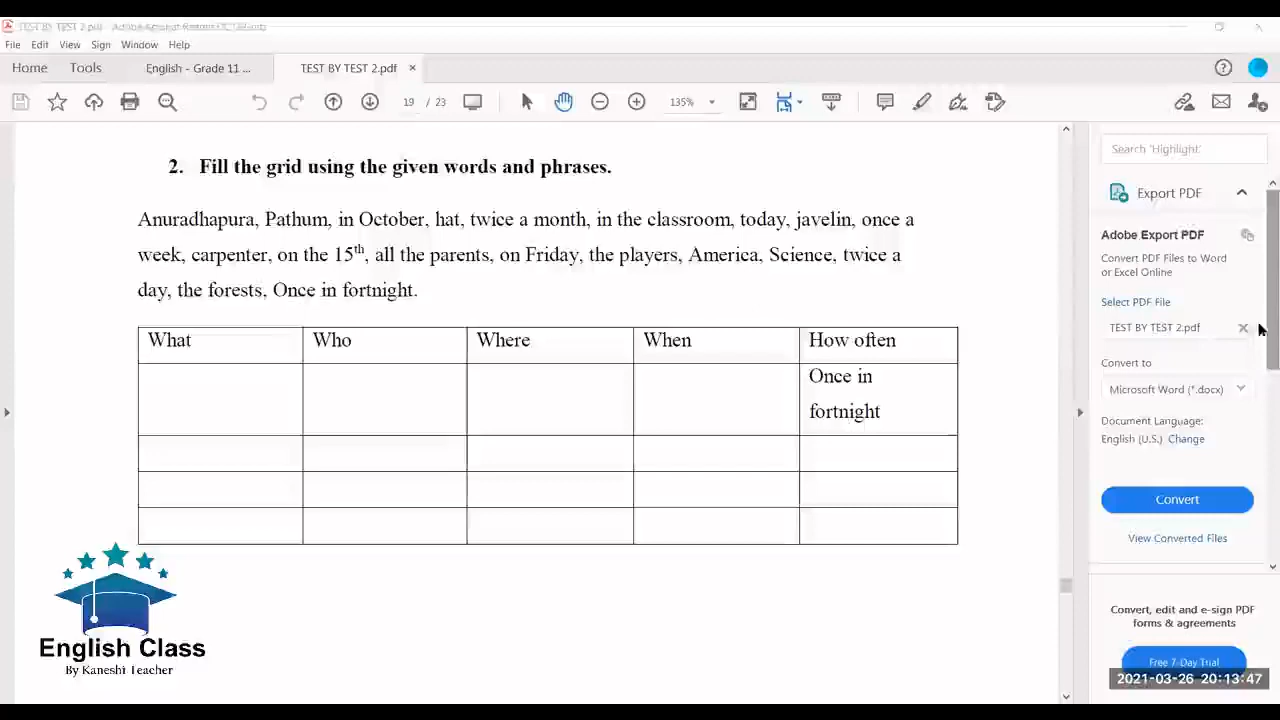 File Edit View Sign Window Help
Home Tools English - Grade 11 ... TEST BY TEST 2.pdf ×
19 / 23 135%
2. Fill the grid using the given words and phrases.
Anuradhapura, Pathum, in October, hat, twice a month, in the classroom, today, javelin, once a
week, carpenter, on the 15th, all the parents, on Friday, the players, America, Science, twice a
day, the forests, Once in fortnight.
What Who Where When How often
Once in
fortnight
English Class
By Kaneshi Teacher
Search 'Highlight'
Export PDF
Adobe Export PDF
Convert PDF Files to Word
or Excel Online
Select PDF File
TEST BY TEST 2.pdf
Convert to
Microsoft Word (*.docx)
Document Language:
English (U.S.) Change
Convert
View Converted Files
Convert, edit and e-sign PDF
forms & agreements
Free 7-Day Trial
2021-03-26 20:13:47